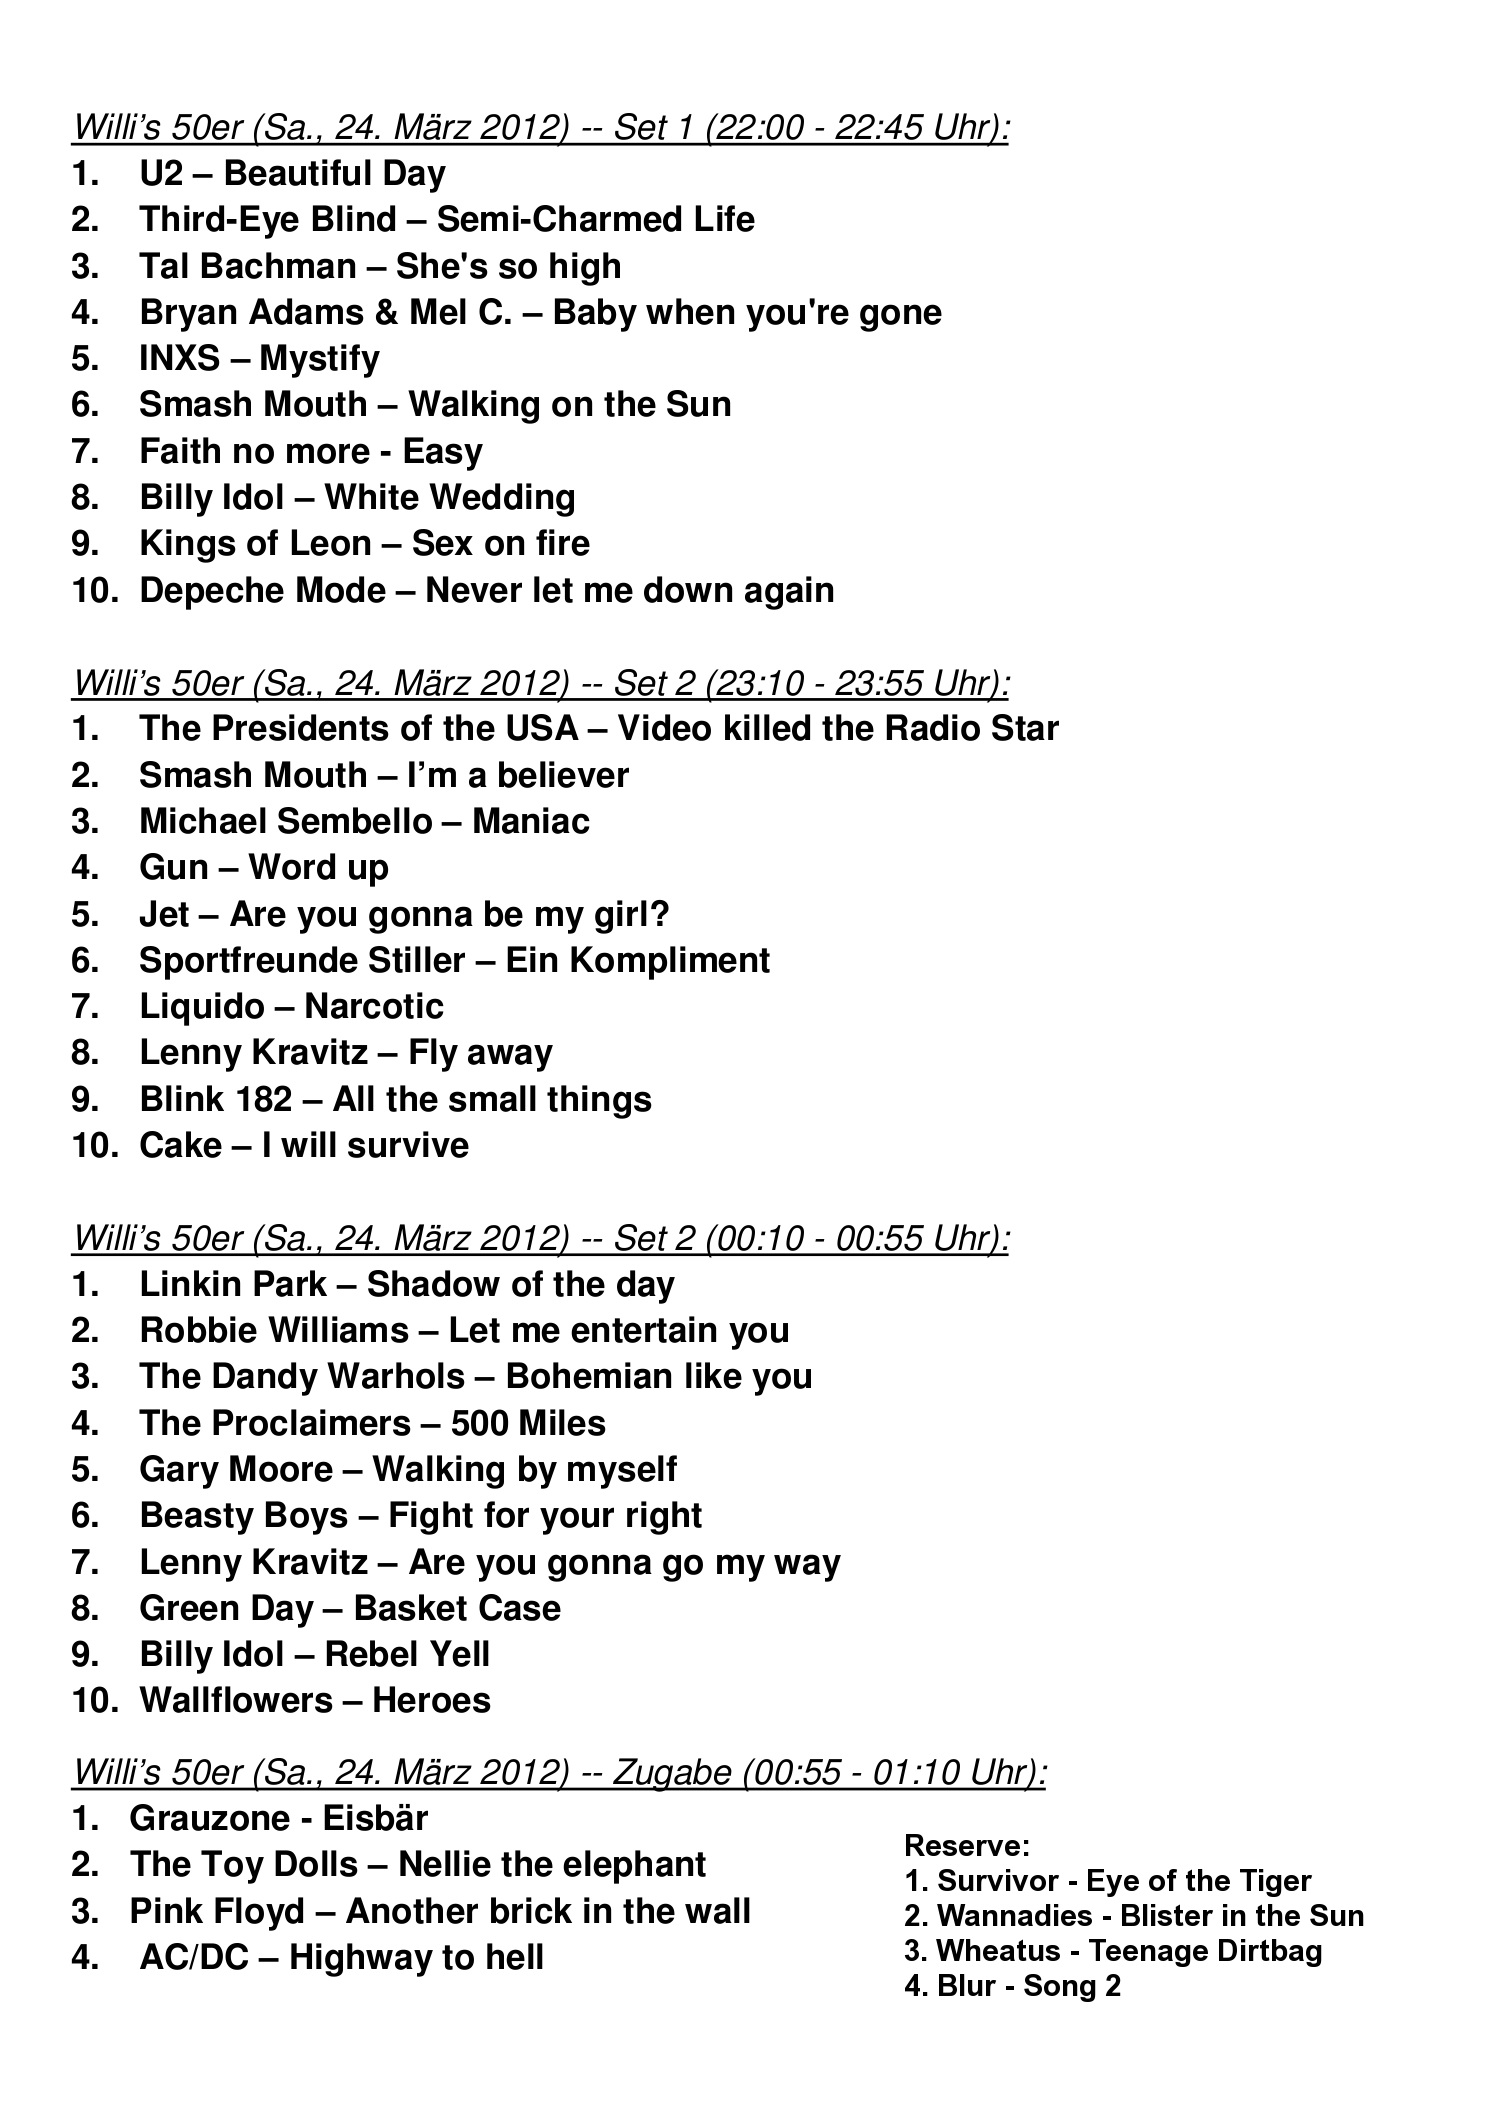 Willi’s 50er (Sa., 24. März 2012) -- Set 1 (22:00 - 22:45 Uhr):
1. U2 – Beautiful Day
2. Third-Eye Blind – Semi-Charmed Life
3. Tal Bachman – She's so high
4. Bryan Adams & Mel C. – Baby when you're gone
5. INXS – Mystify
6. Smash Mouth – Walking on the Sun
7. Faith no more - Easy
8. Billy Idol – White Wedding
9. Kings of Leon – Sex on fire
10. Depeche Mode – Never let me down again
Willi’s 50er (Sa., 24. März 2012) -- Set 2 (23:10 - 23:55 Uhr):
1. The Presidents of the USA – Video killed the Radio Star
2. Smash Mouth – I’m a believer
3. Michael Sembello – Maniac
4. Gun – Word up
5. Jet – Are you gonna be my girl?
6. Sportfreunde Stiller – Ein Kompliment
7. Liquido – Narcotic
8. Lenny Kravitz – Fly away
9. Blink 182 – All the small things
10. Cake – I will survive
Willi’s 50er (Sa., 24. März 2012) -- Set 2 (00:10 - 00:55 Uhr):
1. Linkin Park – Shadow of the day
2. Robbie Williams – Let me entertain you
3. The Dandy Warhols – Bohemian like you
4. The Proclaimers – 500 Miles
5. Gary Moore – Walking by myself
6. Beasty Boys – Fight for your right
7. Lenny Kravitz – Are you gonna go my way
8. Green Day – Basket Case
9. Billy Idol – Rebel Yell
10. Wallflowers – Heroes
Willi’s 50er (Sa., 24. März 2012) -- Zugabe (00:55 - 01:10 Uhr):
1. Grauzone - Eisbär
2. The Toy Dolls – Nellie the elephant
3. Pink Floyd – Another brick in the wall
4. AC/DC – Highway to hell
Reserve:
1. Survivor - Eye of the Tiger
2. Wannadies - Blister in the Sun
3. Wheatus - Teenage Dirtbag
4. Blur - Song 2